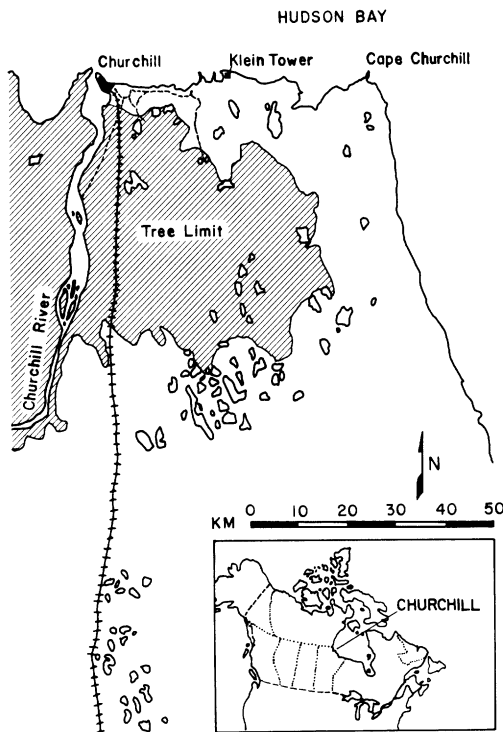 HUDSON BAY
Churchill
Klein Tower
Cape Churchill
Tree Limit
Churchill River
N
KM 0 10 20 30 40 50
CHURCHILL